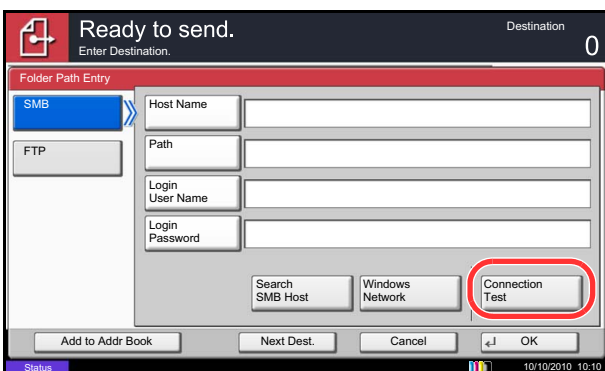 Ready to send.
Destination
Enter Destination.
0
Folder Path Entry
SMB
Host Name
FTP
Path
Login
User Name
Login
Password
Search
SMB Host
Windows
Network
Connection
Test
Add to Addr Book
Next Dest.
Cancel
OK
Status
10/10/2010 10:10